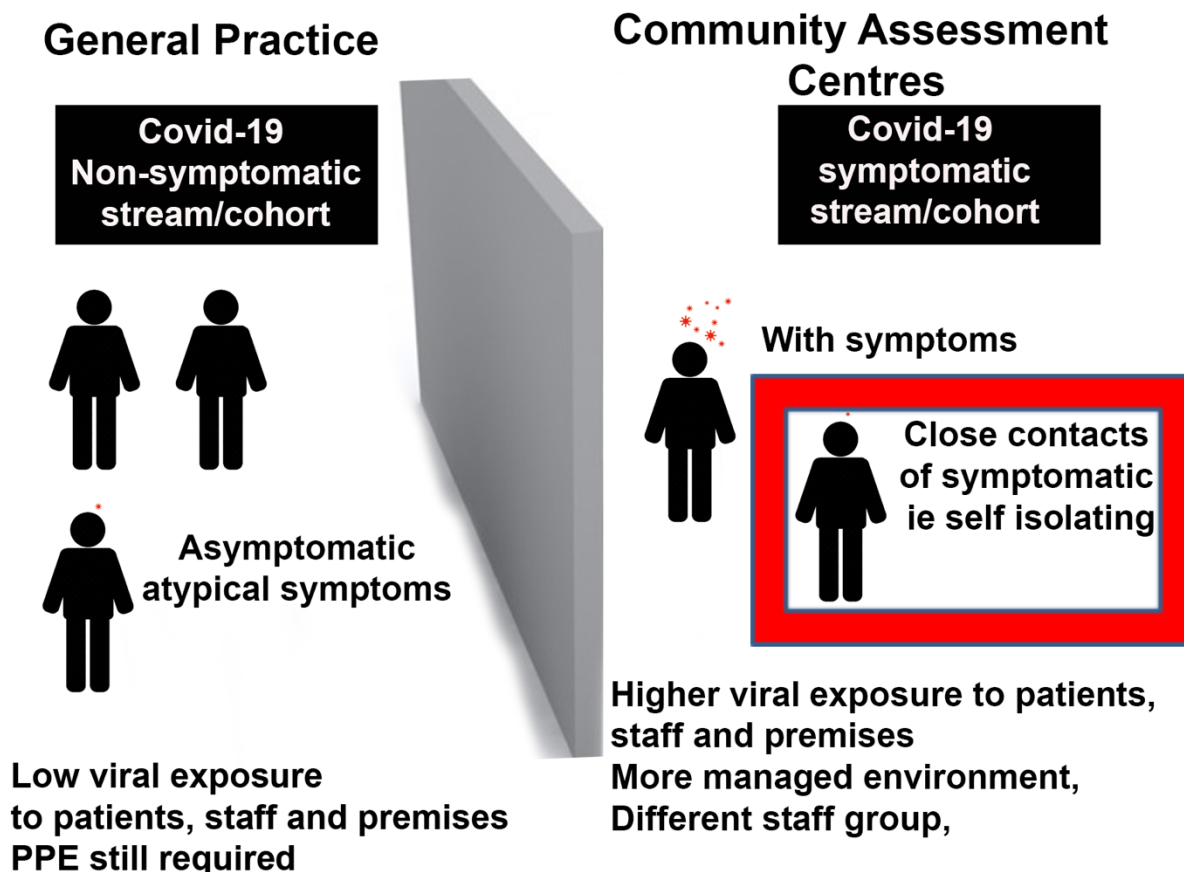 General Practice
Covid-19
Non-symptomatic
stream/cohort
Asymptomatic
atypical symptoms
Low viral exposure
to patients, staff and premises
PPE still required
Community Assessment
Centres
Covid-19
symptomatic
stream/cohort
With symptoms
Close contacts
of symptomatic
ie self isolating
Higher viral exposure to patients,
staff and premises
More managed environment,
Different staff group,